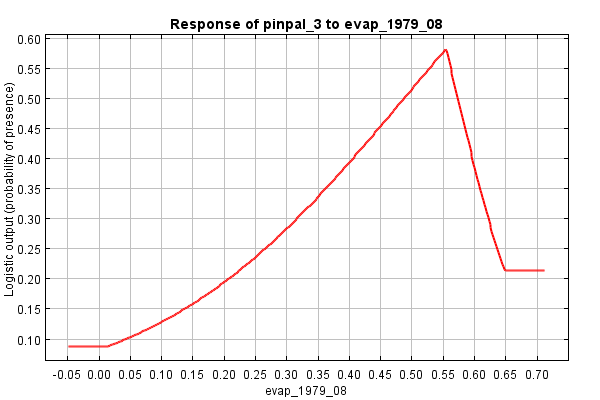 Response of pinpal_3 to evap_1979_08
Logistic output (probability of presence)
0.60
0.55
0.50
0.45
0.40
0.35
0.30
0.25
0.20
0.15
0.10
-0.05 0.00 0.05 0.10 0.15 0.20 0.25 0.30 0.35 0.40 0.45 0.50 0.55 0.60 0.65 0.70
evap_1979_08